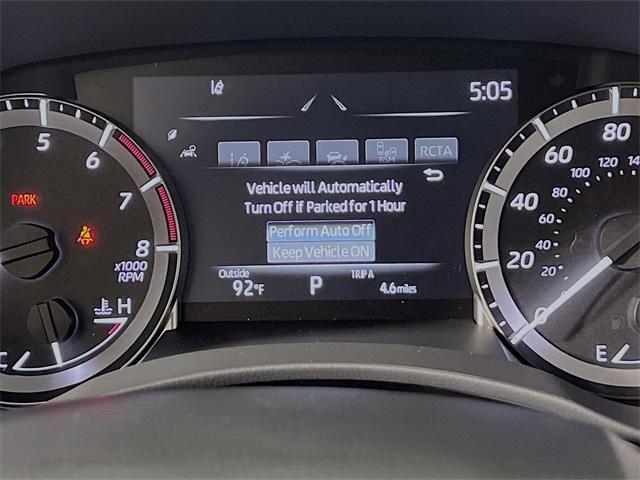 5:05
BSM
RCTA
Vehicle will Automatically
Turn Off if Parked for 1 Hour
Perform Auto Off
Keep Vehicle ON
Outside
92°F
P
TRIP A
4.6 miles
PARK
5
6
7
8
x1000
RPM
H
C
80
60
40
20
0
140
120
100
80
60
40
20
E